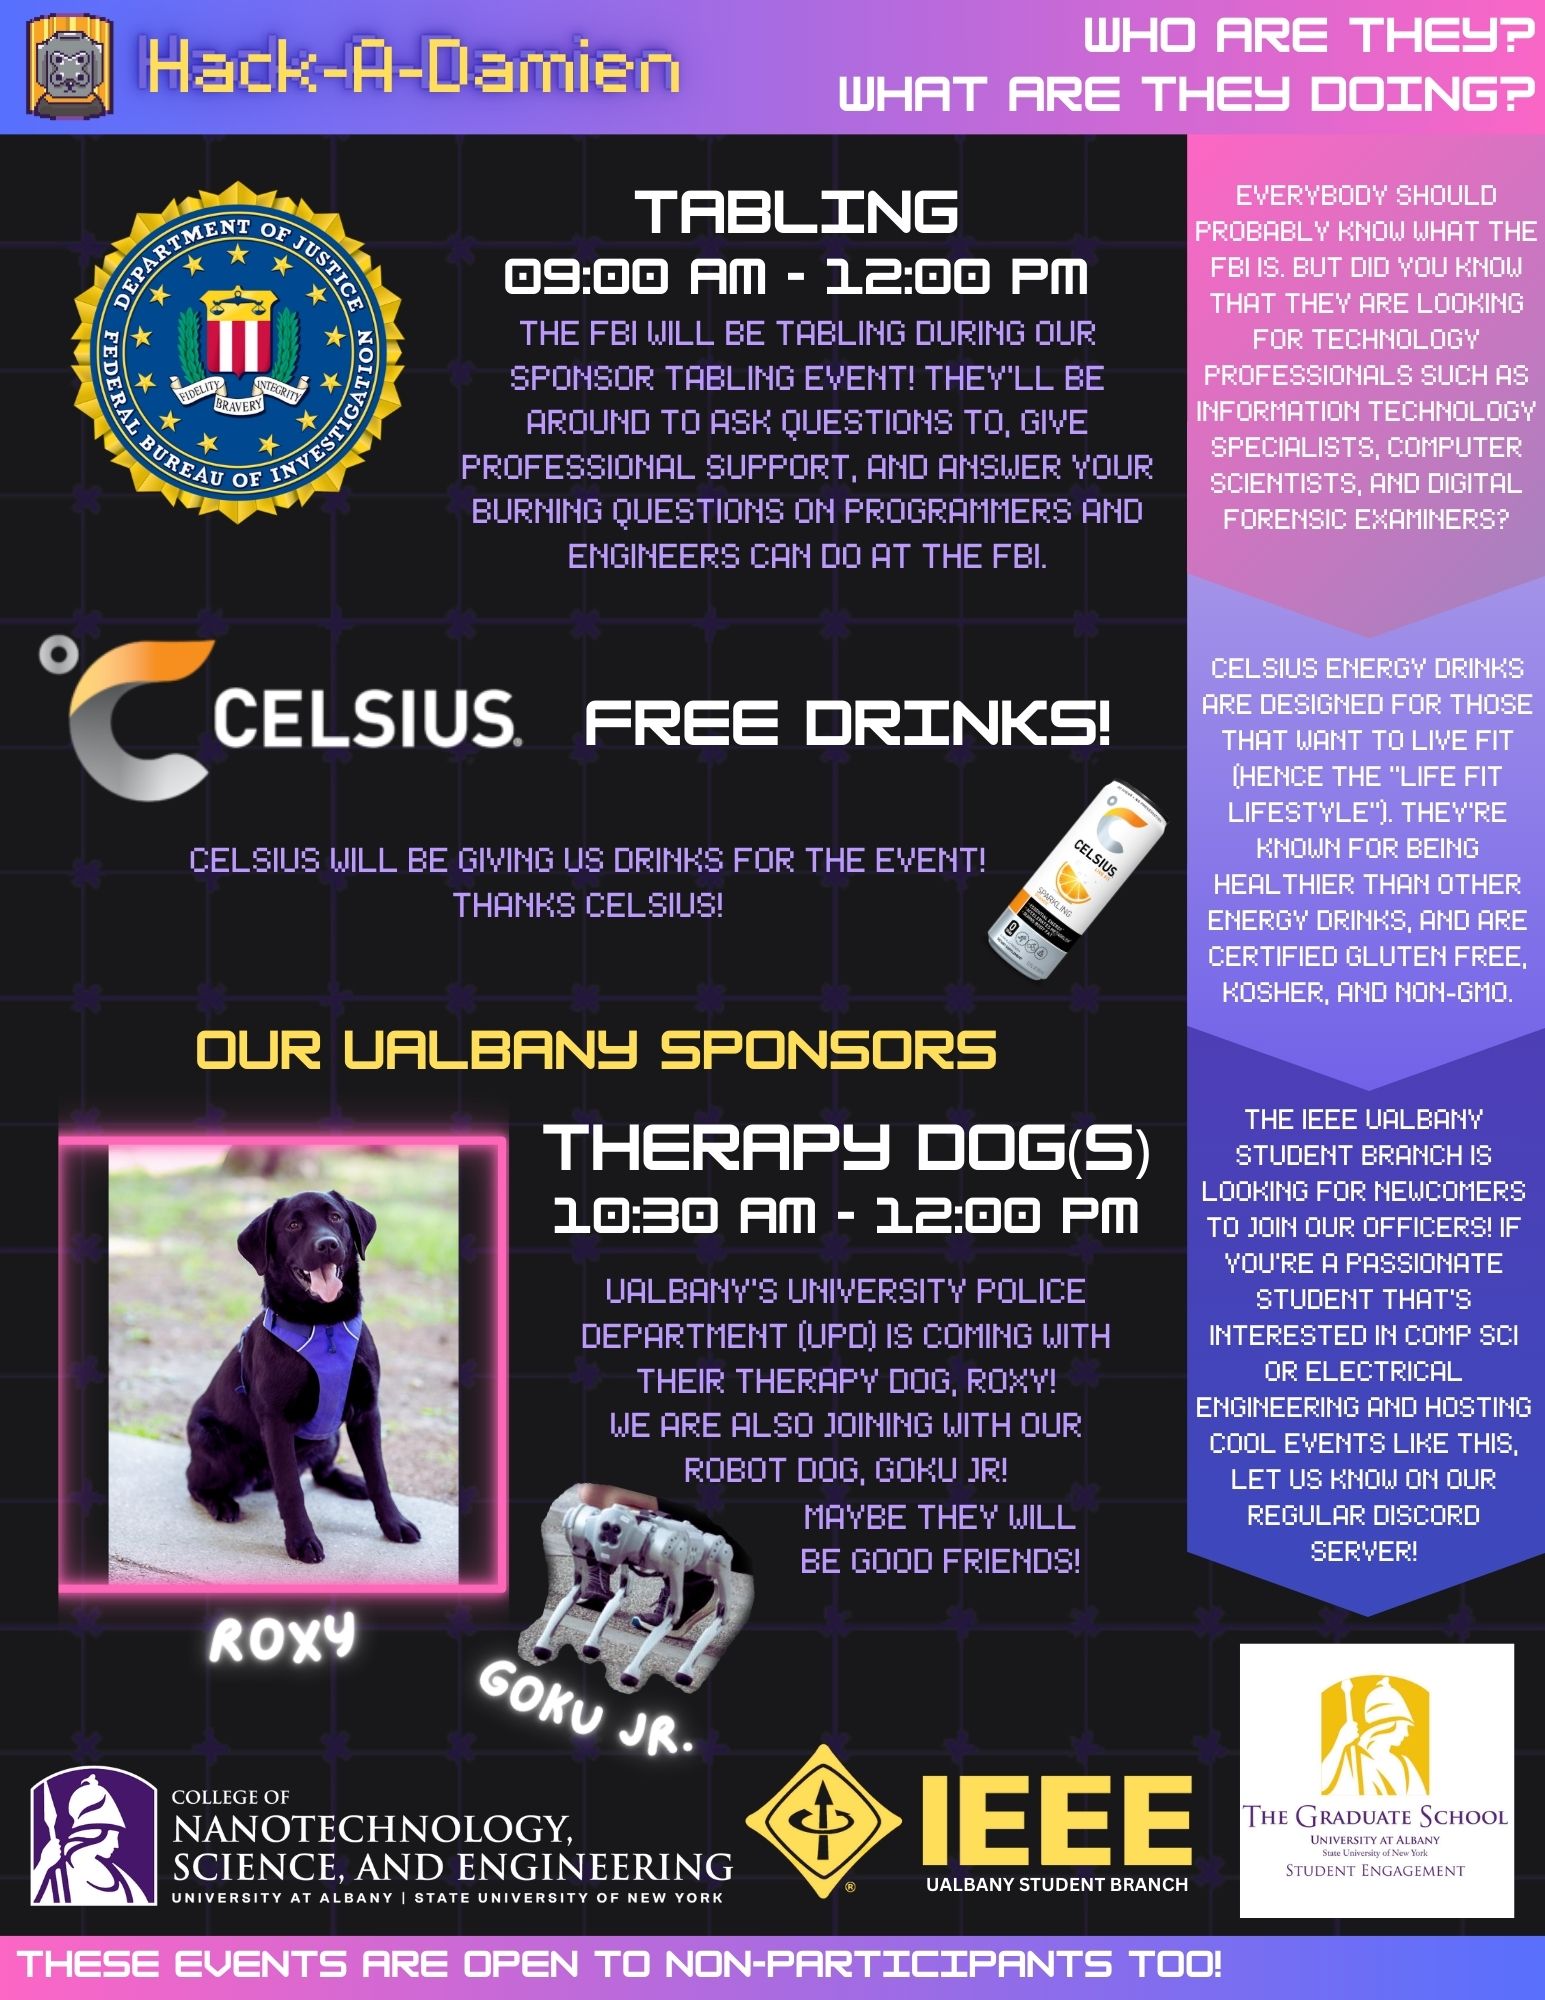 Hack-A-Damien
WHO ARE THEY?
WHAT ARE THEY DOING?
DEPARTMENT OF JUSTICE
FEDERAL BUREAU OF INVESTIGATION
FIDELITY
BRAVERY
INTEGRITY
TABLING
09:00 AM - 12:00 PM
THE FBI WILL BE TABLING DURING OUR
SPONSOR TABLING EVENT! THEY'LL BE
AROUND TO ASK QUESTIONS TO, GIVE
PROFESSIONAL SUPPORT, AND ANSWER YOUR
BURNING QUESTIONS ON PROGRAMMERS AND
ENGINEERS CAN DO AT THE FBI.
EVERYBODY SHOULD
PROBABLY KNOW WHAT THE
FBI IS. BUT DID YOU KNOW
THAT THEY ARE LOOKING
FOR TECHNOLOGY
PROFESSIONALS SUCH AS
INFORMATION TECHNOLOGY
SPECIALISTS, COMPUTER
SCIENTISTS, AND DIGITAL
FORENSIC EXAMINERS?
CELSIUS®
FREE DRINKS!
CELSIUS WILL BE GIVING US DRINKS FOR THE EVENT!
THANKS CELSIUS!
CELSIUS
SPARKLING
CELSIUS ENERGY DRINKS
ARE DESIGNED FOR THOSE
THAT WANT TO LIVE FIT
(HENCE THE "LIFE FIT
LIFESTYLE"). THEY'RE
KNOWN FOR BEING
HEALTHIER THAN OTHER
ENERGY DRINKS, AND ARE
CERTIFIED GLUTEN FREE,
KOSHER, AND NON-GMO.
OUR UALBANY SPONSORS
THERAPY DOG(S)
10:30 AM - 12:00 PM
UALBANY'S UNIVERSITY POLICE
DEPARTMENT (UPD) IS COMING WITH
THEIR THERAPY DOG, ROXY!
WE ARE ALSO JOINING WITH OUR
ROBOT DOG, GOKU JR!
MAYBE THEY WILL
BE GOOD FRIENDS!
ROXY
GOKU JR.
THE IEEE UALBANY
STUDENT BRANCH IS
LOOKING FOR NEWCOMERS
TO JOIN OUR OFFICERS! IF
YOU'RE A PASSIONATE
STUDENT THAT'S
INTERESTED IN COMP SCI
OR ELECTRICAL
ENGINEERING AND HOSTING
COOL EVENTS LIKE THIS,
LET US KNOW ON OUR
REGULAR DISCORD
SERVER!
COLLEGE OF
NANOTECHNOLOGY,
SCIENCE, AND ENGINEERING
UNIVERSITY AT ALBANY | STATE UNIVERSITY OF NEW YORK
®
IEEE
UALBANY STUDENT BRANCH
THE GRADUATE SCHOOL
UNIVERSITY AT ALBANY
State University of New York
STUDENT ENGAGEMENT
THESE EVENTS ARE OPEN TO NON-PARTICIPANTS TOO!